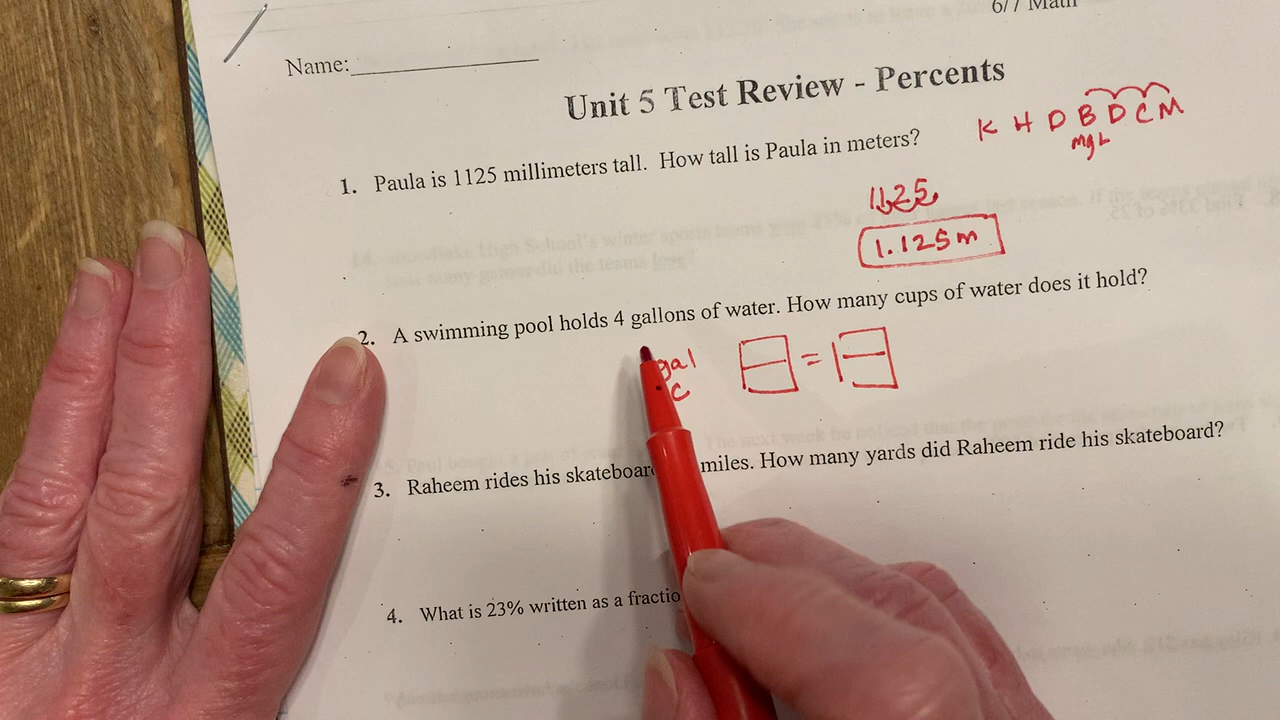 6/7 Math
Name:
Unit 5 Test Review - Percents
K H D B D C M
mgL
1. Paula is 1125 millimeters tall. How tall is Paula in meters?
1125
1.125m
2. A swimming pool holds 4 gallons of water. How many cups of water does it hold?
gal
c
=
3. Raheem rides his skateboard miles. How many yards did Raheem ride his skateboard?
4. What is 23% written as a fractio